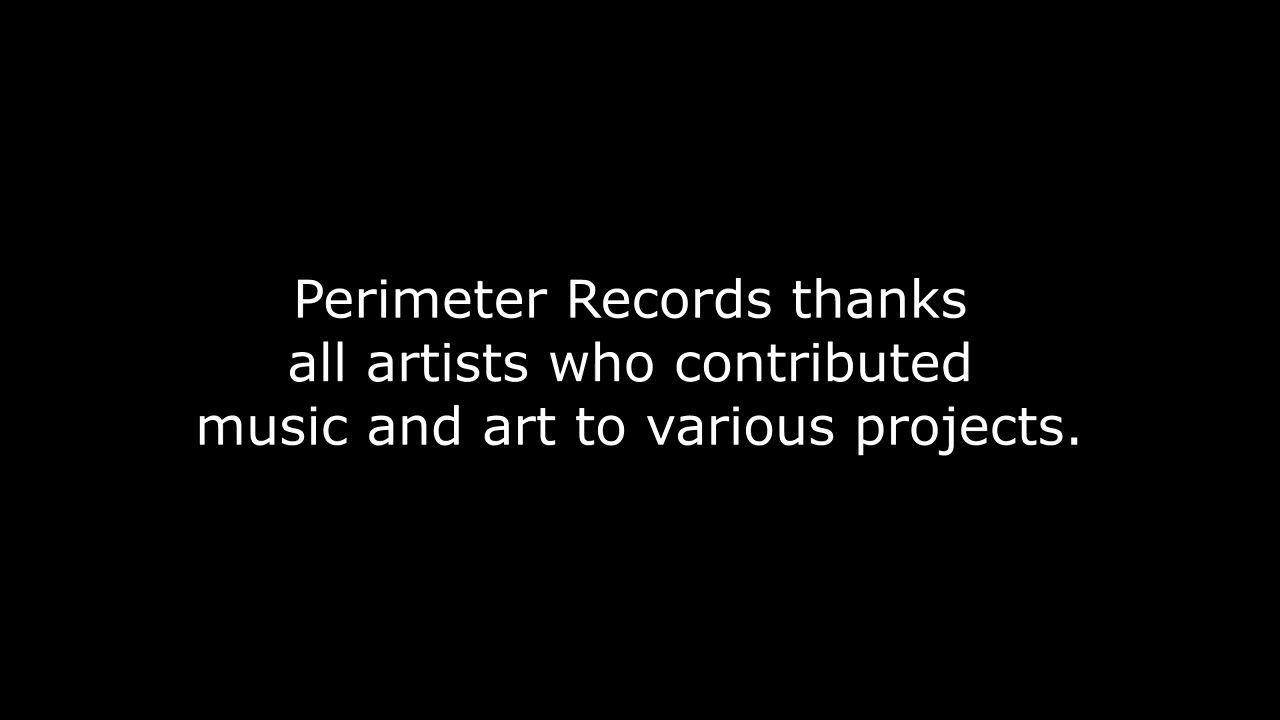 Perimeter Records thanks
all artists who contributed
music and art to various projects.